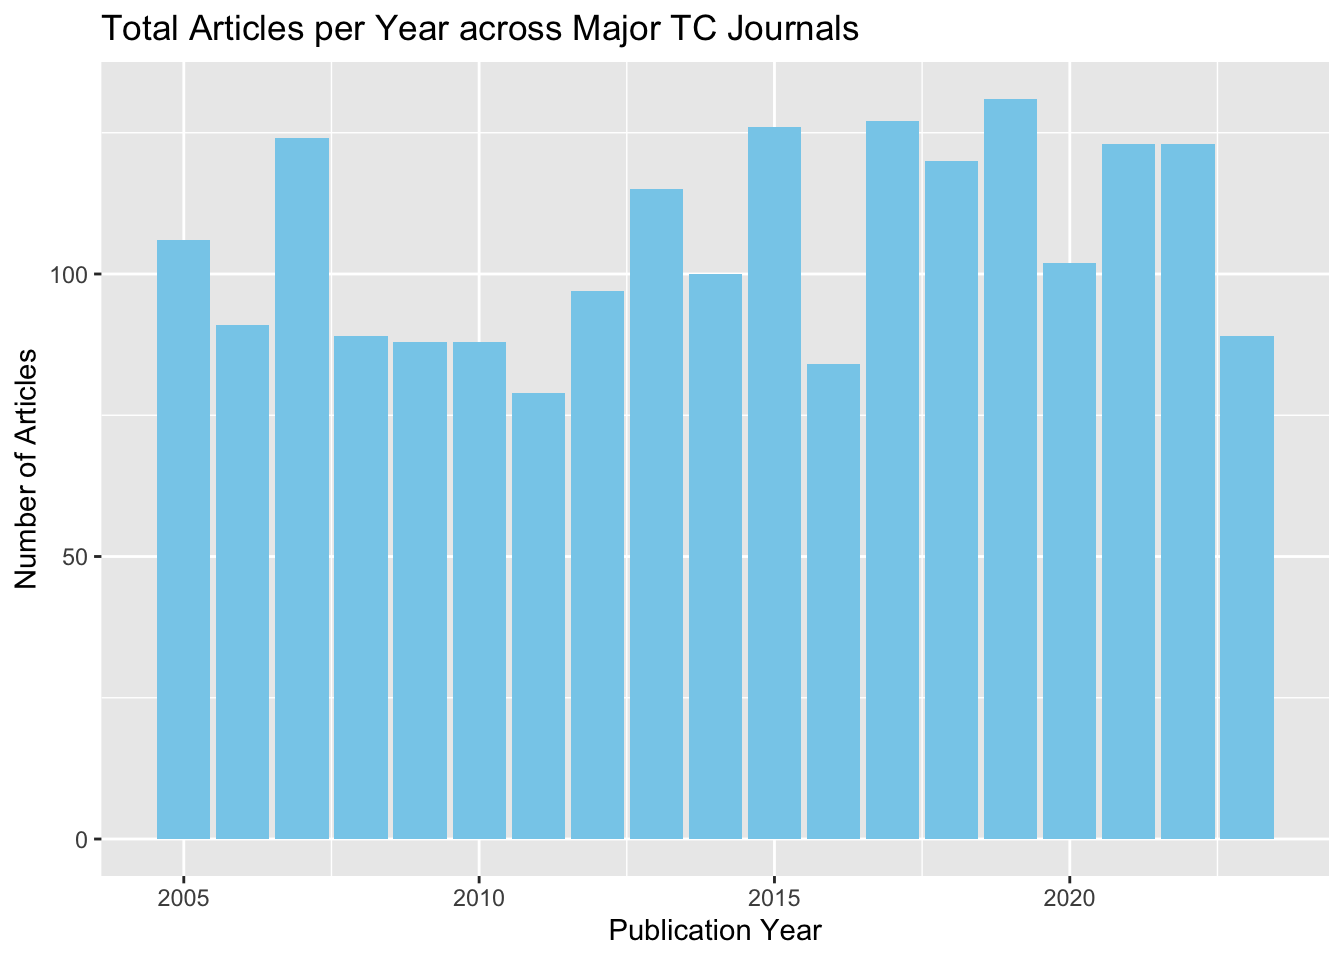 Total Articles per Year across Major TC Journals
Number of Articles
100
50
0
2005 2010 2015 2020
Publication Year